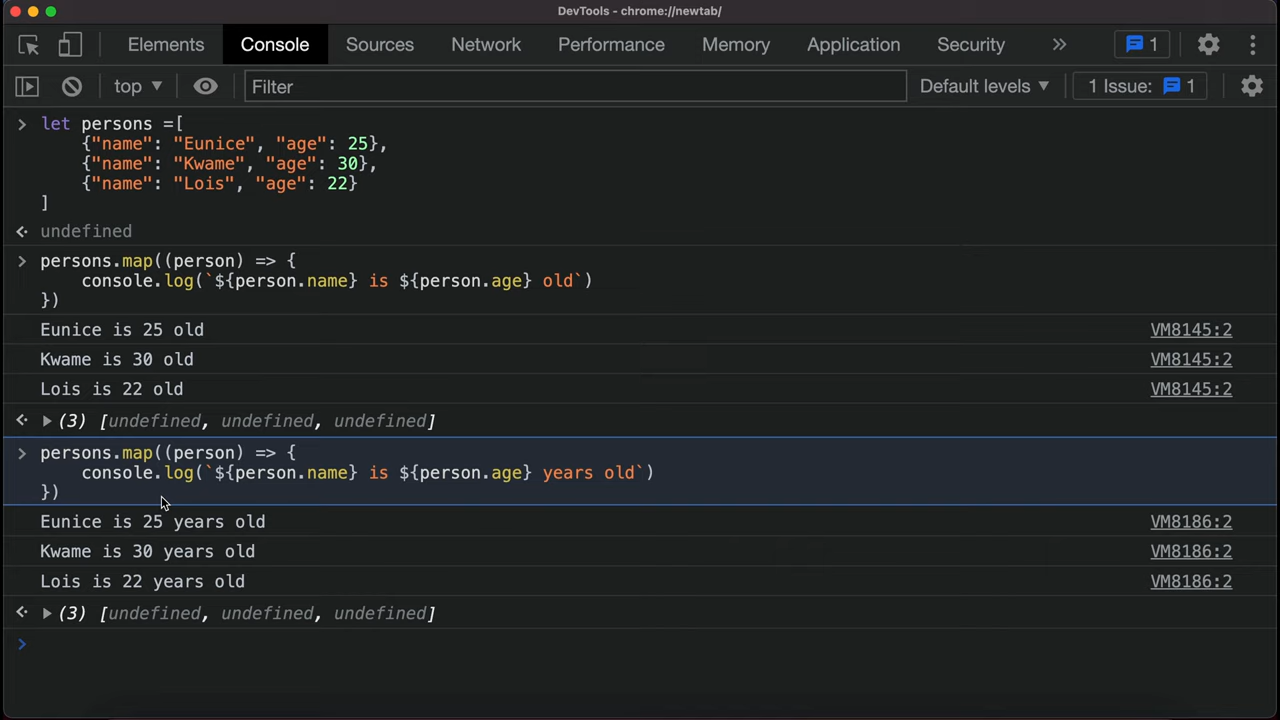 DevTools - chrome://newtab/
Elements Console Sources Network Performance Memory Application Security » 1
top ▼ Filter Default levels ▼ 1 Issue: 1
> let persons =[
{"name": "Eunice", "age": 25},
{"name": "Kwame", "age": 30},
{"name": "Lois", "age": 22}
]
undefined
> persons.map((person) => {
console.log(`${person.name} is ${person.age} old`)
})
Eunice is 25 old VM8145:2
Kwame is 30 old VM8145:2
Lois is 22 old VM8145:2
▶ (3) [undefined, undefined, undefined]
> persons.map((person) => {
console.log(`${person.name} is ${person.age} years old`)
})
Eunice is 25 years old VM8186:2
Kwame is 30 years old VM8186:2
Lois is 22 years old VM8186:2
▶ (3) [undefined, undefined, undefined]
>